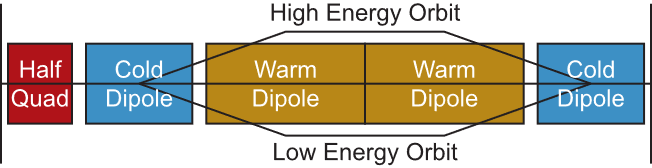 High Energy Orbit
Half
Quad
Cold
Dipole
Warm
Dipole
Warm
Dipole
Cold
Dipole
Low Energy Orbit